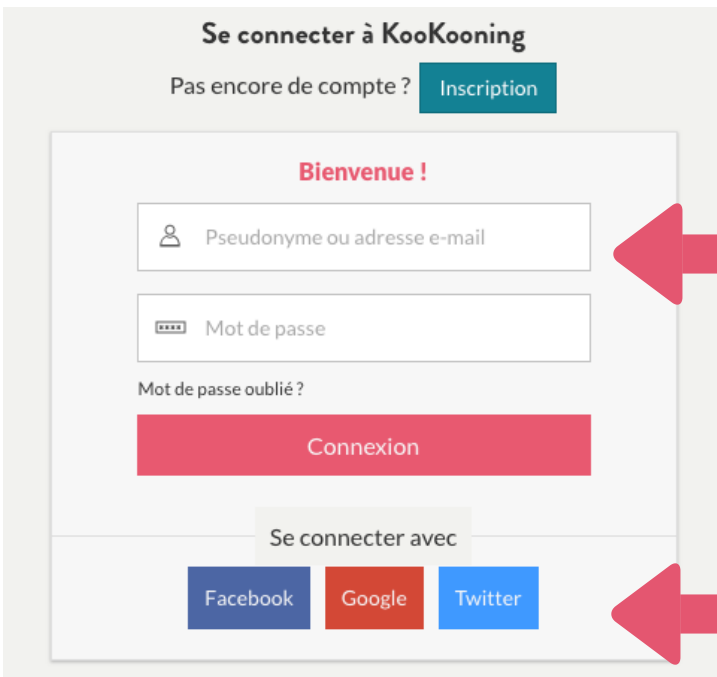 Se connecter à KooKooning
Pas encore de compte ? Inscription
Bienvenue !
Pseudonyme ou adresse e-mail
Mot de passe
Mot de passe oublié ?
Connexion
Se connecter avec
Facebook Google Twitter